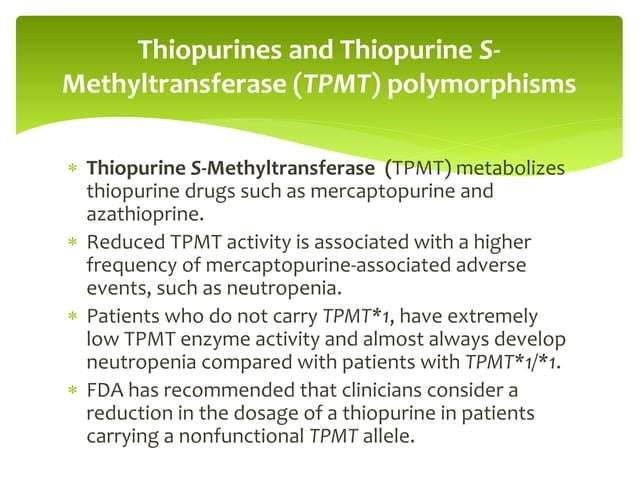 Thiopurines and Thiopurine S-
Methyltransferase (TPMT) polymorphisms
* Thiopurine S-Methyltransferase (TPMT) metabolizes
thiopurine drugs such as mercaptopurine and
azathioprine.
* Reduced TPMT activity is associated with a higher
frequency of mercaptopurine-associated adverse
events, such as neutropenia.
* Patients who do not carry TPMT*1, have extremely
low TPMT enzyme activity and almost always develop
neutropenia compared with patients with TPMT*1/*1.
* FDA has recommended that clinicians consider a
reduction in the dosage of a thiopurine in patients
carrying a nonfunctional TPMT allele.